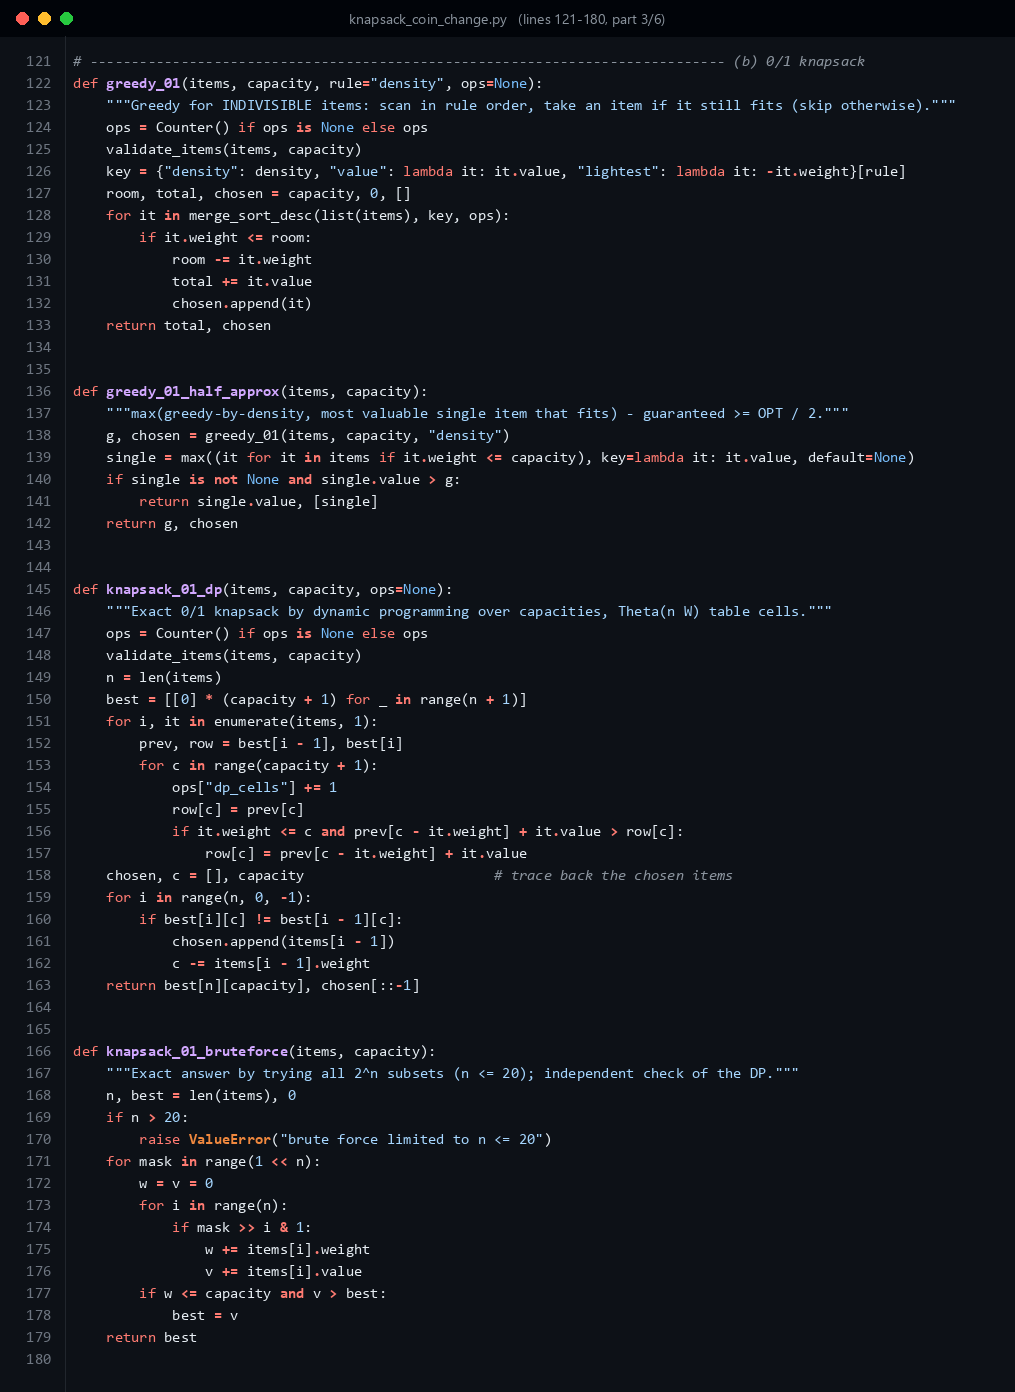 knapsack_coin_change.py   (lines 121-180, part 3/6)
121 # ----------------------------------------------------------------------------- (b) 0/1 knapsack
122 def greedy_01(items, capacity, rule="density", ops=None):
123     """Greedy for INDIVISIBLE items: scan in rule order, take an item if it still fits (skip otherwise)."""
124     ops = Counter() if ops is None else ops
125     validate_items(items, capacity)
126     key = {"density": density, "value": lambda it: it.value, "lightest": lambda it: -it.weight}[rule]
127     room, total, chosen = capacity, 0, []
128     for it in merge_sort_desc(list(items), key, ops):
129         if it.weight <= room:
130             room -= it.weight
131             total += it.value
132             chosen.append(it)
133     return total, chosen
134
135
136 def greedy_01_half_approx(items, capacity):
137     """max(greedy-by-density, most valuable single item that fits) - guaranteed >= OPT / 2."""
138     g, chosen = greedy_01(items, capacity, "density")
139     single = max((it for it in items if it.weight <= capacity), key=lambda it: it.value, default=None)
140     if single is not None and single.value > g:
141         return single.value, [single]
142     return g, chosen
143
144
145 def knapsack_01_dp(items, capacity, ops=None):
146     """Exact 0/1 knapsack by dynamic programming over capacities, Theta(n W) table cells."""
147     ops = Counter() if ops is None else ops
148     validate_items(items, capacity)
149     n = len(items)
150     best = [[0] * (capacity + 1) for _ in range(n + 1)]
151     for i, it in enumerate(items, 1):
152         prev, row = best[i - 1], best[i]
153         for c in range(capacity + 1):
154             ops["dp_cells"] += 1
155             row[c] = prev[c]
156             if it.weight <= c and prev[c - it.weight] + it.value > row[c]:
157                 row[c] = prev[c - it.weight] + it.value
158     chosen, c = [], capacity                       # trace back the chosen items
159     for i in range(n, 0, -1):
160         if best[i][c] != best[i - 1][c]:
161             chosen.append(items[i - 1])
162             c -= items[i - 1].weight
163     return best[n][capacity], chosen[::-1]
164
165
166 def knapsack_01_bruteforce(items, capacity):
167     """Exact answer by trying all 2^n subsets (n <= 20); independent check of the DP."""
168     n, best = len(items), 0
169     if n > 20:
170         raise ValueError("brute force limited to n <= 20")
171     for mask in range(1 << n):
172         w = v = 0
173         for i in range(n):
174             if mask >> i & 1:
175                 w += items[i].weight
176                 v += items[i].value
177         if w <= capacity and v > best:
178             best = v
179     return best
180